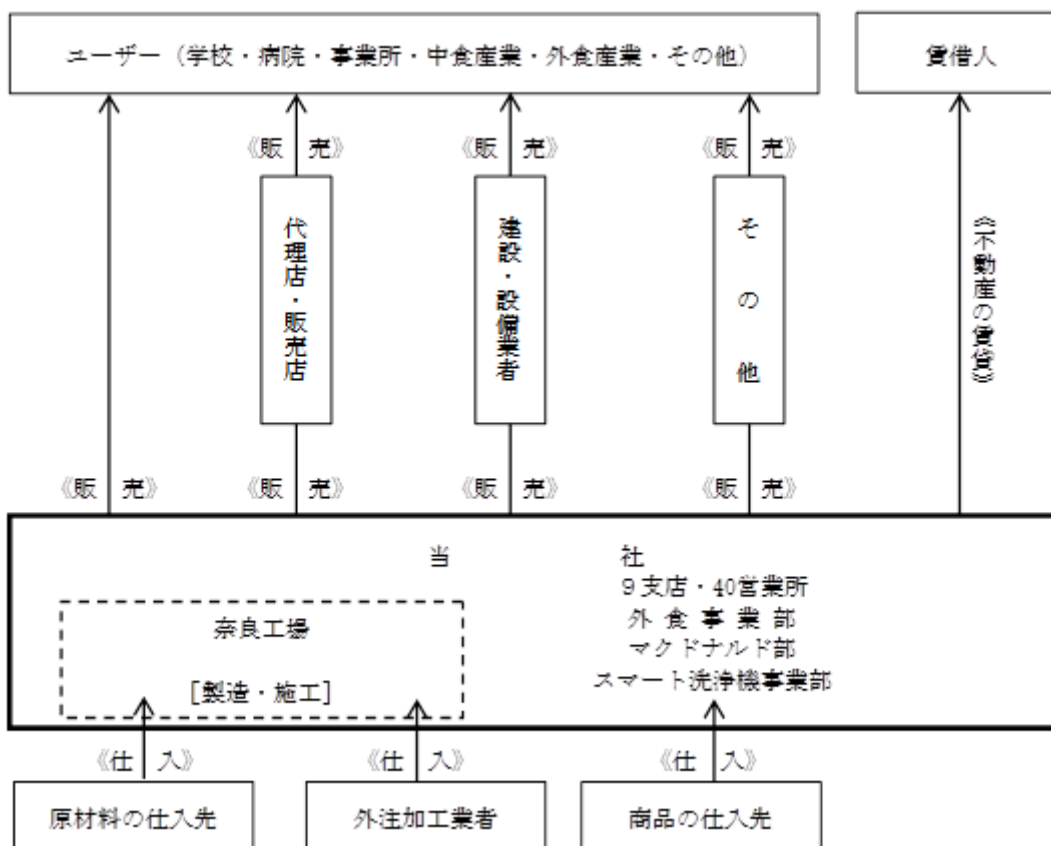 ユーザー（学校・病院・事業所・中食産業・外食産業・その他）
賃借人
《販 売》
《販 売》
《販 売》
代理店・販売店
建設・設備業者
そ の 他
《不動産の賃貸》
《販 売》
《販 売》
《販 売》
《販 売》
当 社
９支店・40営業所
外 食 事 業 部
マクドナルド部
スマート洗浄機事業部
奈良工場
［製造・施工］
《仕 入》
《仕 入》
《仕 入》
原材料の仕入先
外注加工業者
商品の仕入先